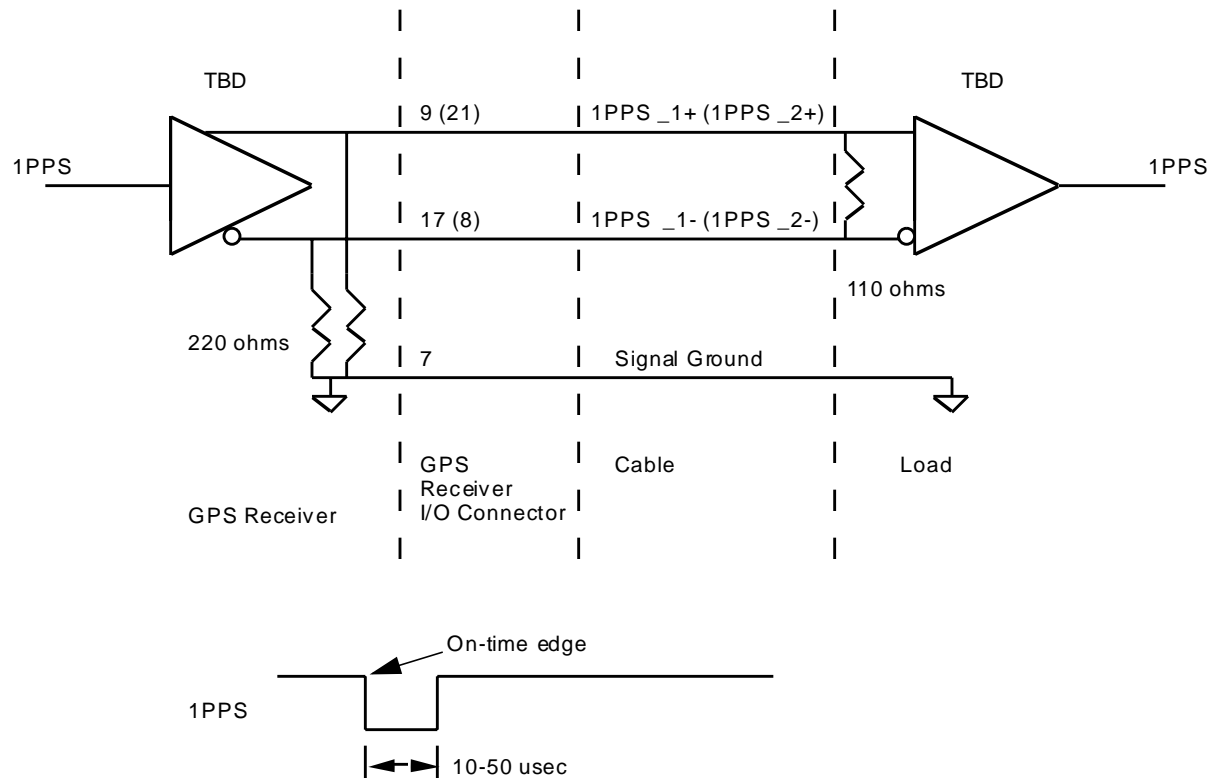 TBD
TBD
9 (21)
1PPS _1+ (1PPS _2+)
1PPS
1PPS
17 (8)
1PPS _1- (1PPS _2-)
110 ohms
220 ohms
7
Signal Ground
GPS Receiver
GPS
Receiver
I/O Connector
Cable
Load
On-time edge
1PPS
10-50 usec